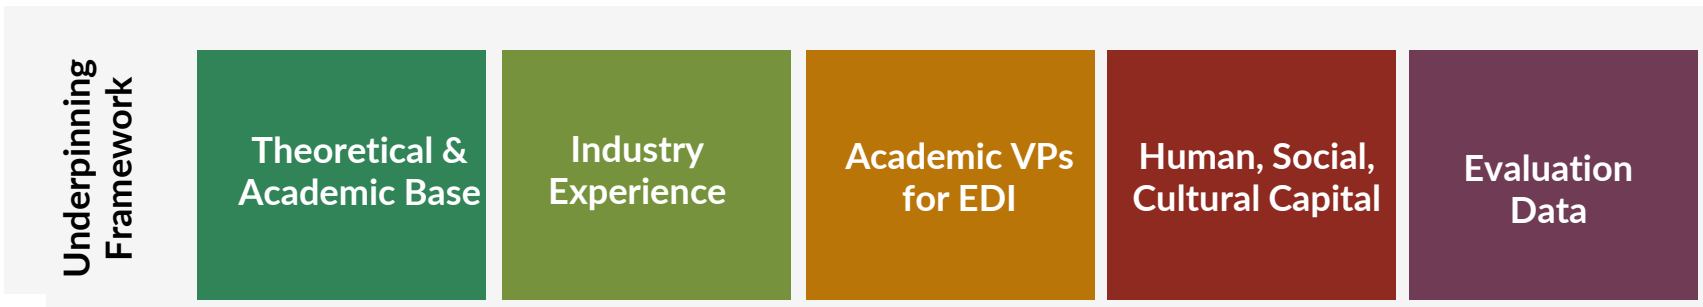 Underpinning
Framework
Theoretical &
Academic Base
Industry
Experience
Academic VPs
for EDI
Human, Social,
Cultural Capital
Evaluation
Data